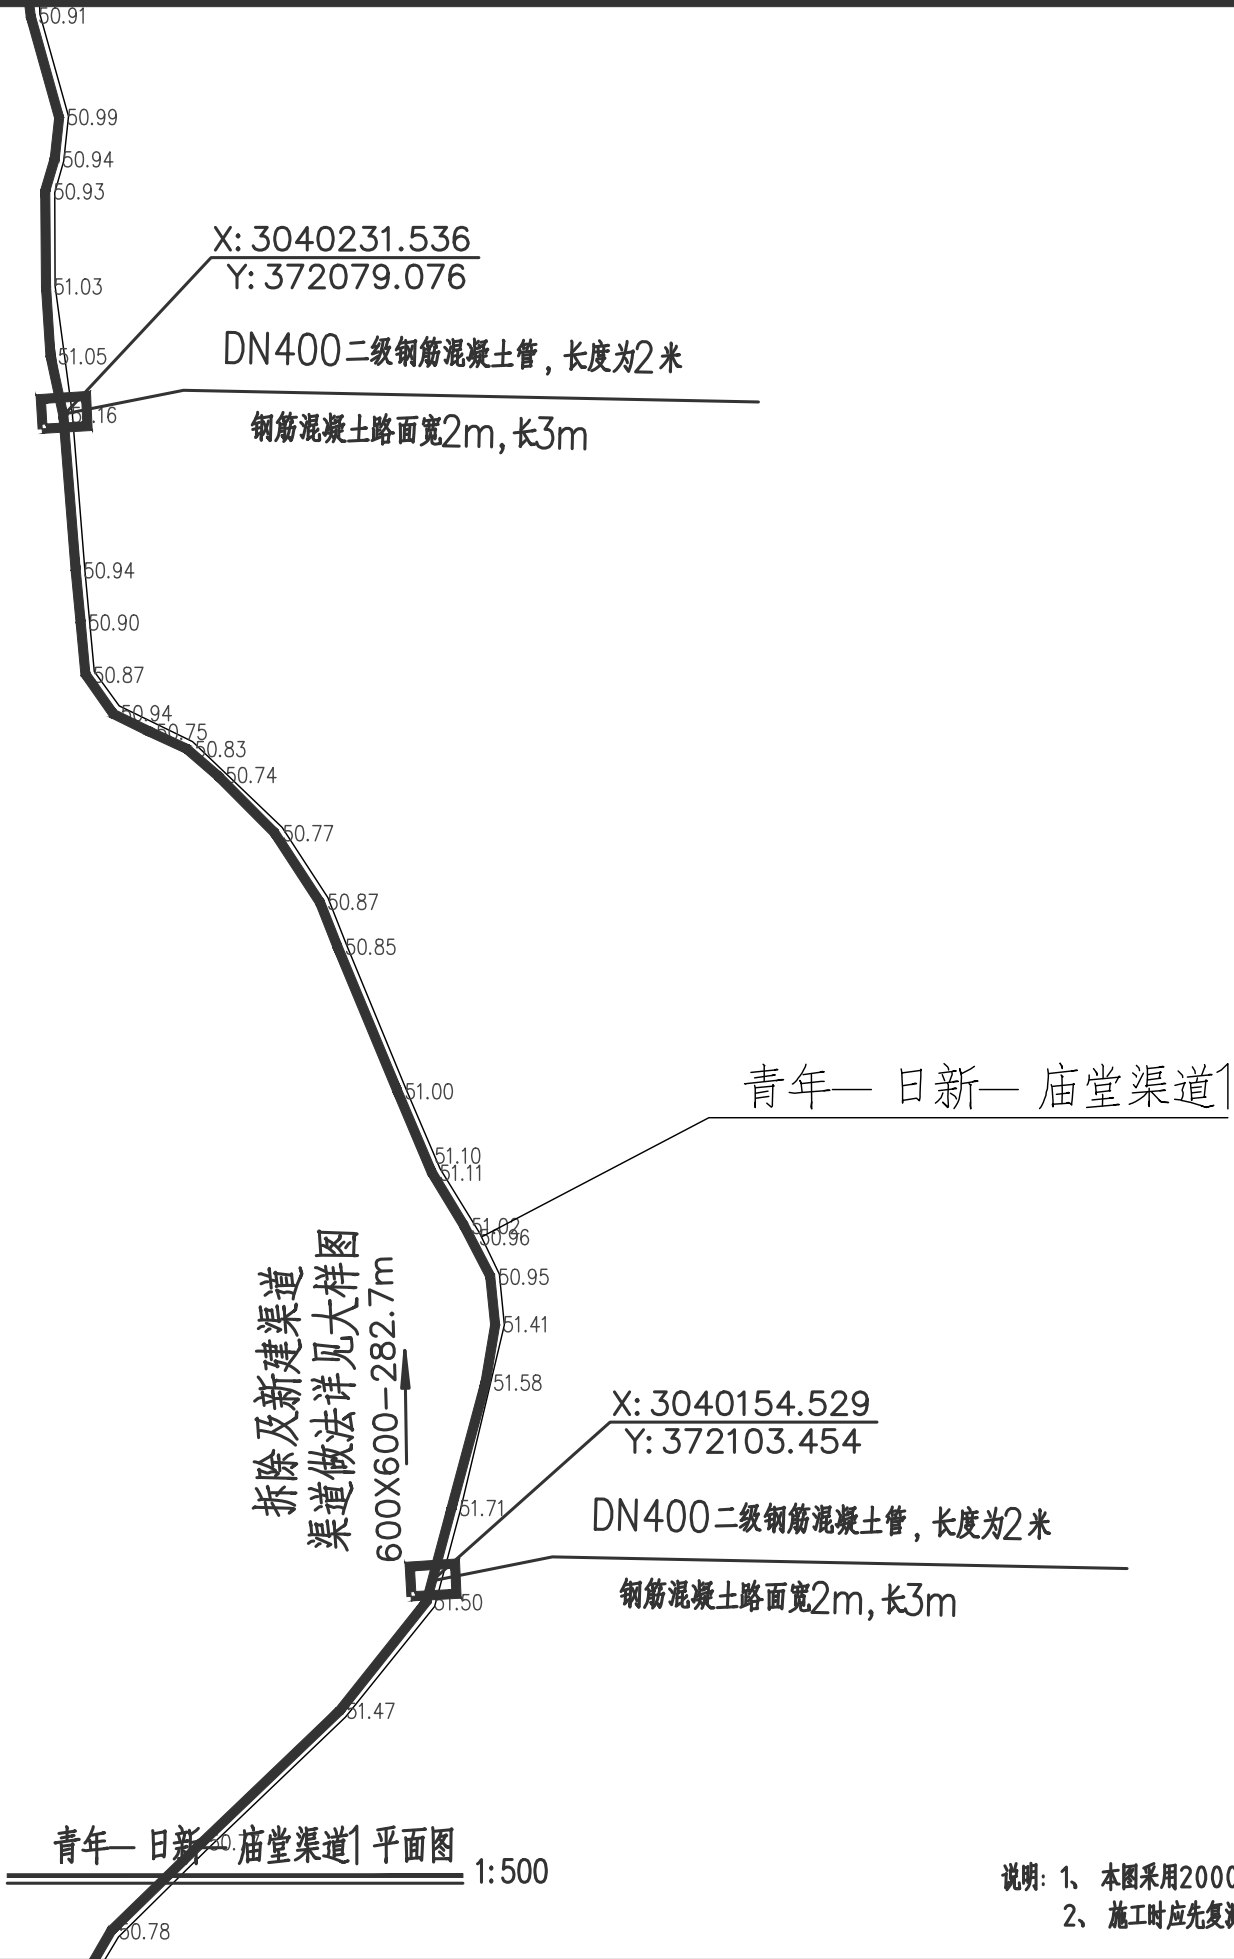 50.91
50.99
50.94
50.93
X: 3040231.536
Y: 372079.076
51.03
DN400二级钢筋混凝土管，长度为2米
51.05
钢筋混凝土路面宽2m, 长3m
50.94
50.90
50.87
50.94
50.75
50.83
50.74
50.77
50.87
50.85
51.00
青年— 日新— 庙堂渠道1
51.10
51.11
51.02
50.96
50.95
51.41
51.58
拆除及新建渠道
渠道做法详见大样图
600X600-282.7m
X: 3040154.529
Y: 372103.454
51.71
DN400二级钢筋混凝土管，长度为2米
钢筋混凝土路面宽2m, 长3m
51.50
51.47
青年— 日新— 庙堂渠道1 平面图
1:500
50.78
说明: 1、 本图采用2000
2、 施工时应先复